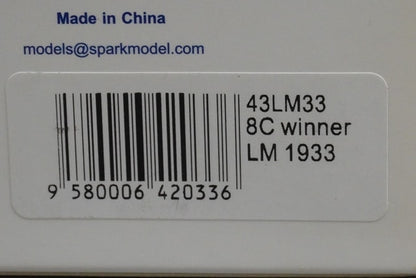 Made in China
models@sparkmodel.com
43LM33
8C winner
LM 1933
9 580006 420336